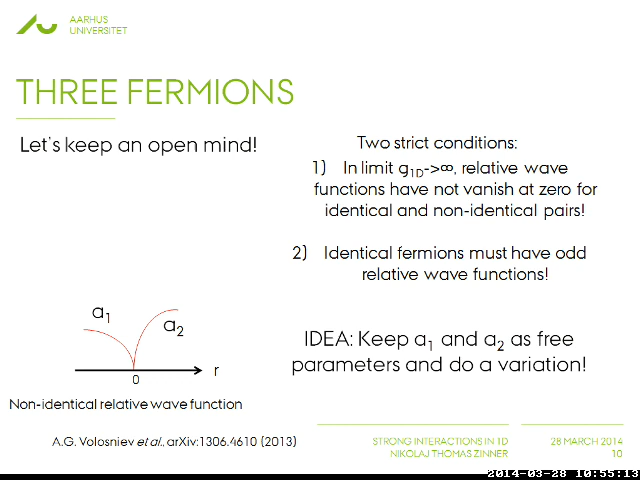 AARHUS
UNIVERSITET
THREE FERMIONS
Let's keep an open mind!
Two strict conditions:
1) In limit g1D->∞, relative wave
functions have not vanish at zero for
identical and non-identical pairs!
2) Identical fermions must have odd
relative wave functions!
a1
a2
r
0
Non-identical relative wave function
IDEA: Keep a1 and a2 as free
parameters and do a variation!
A.G. Volosniev et al., arXiv:1306.4610 (2013)
STRONG INTERACTIONS IN 1D
NIKOLAJ THOMAS ZINNER
28 MARCH 2014
10
2014-03-28 10:55:13